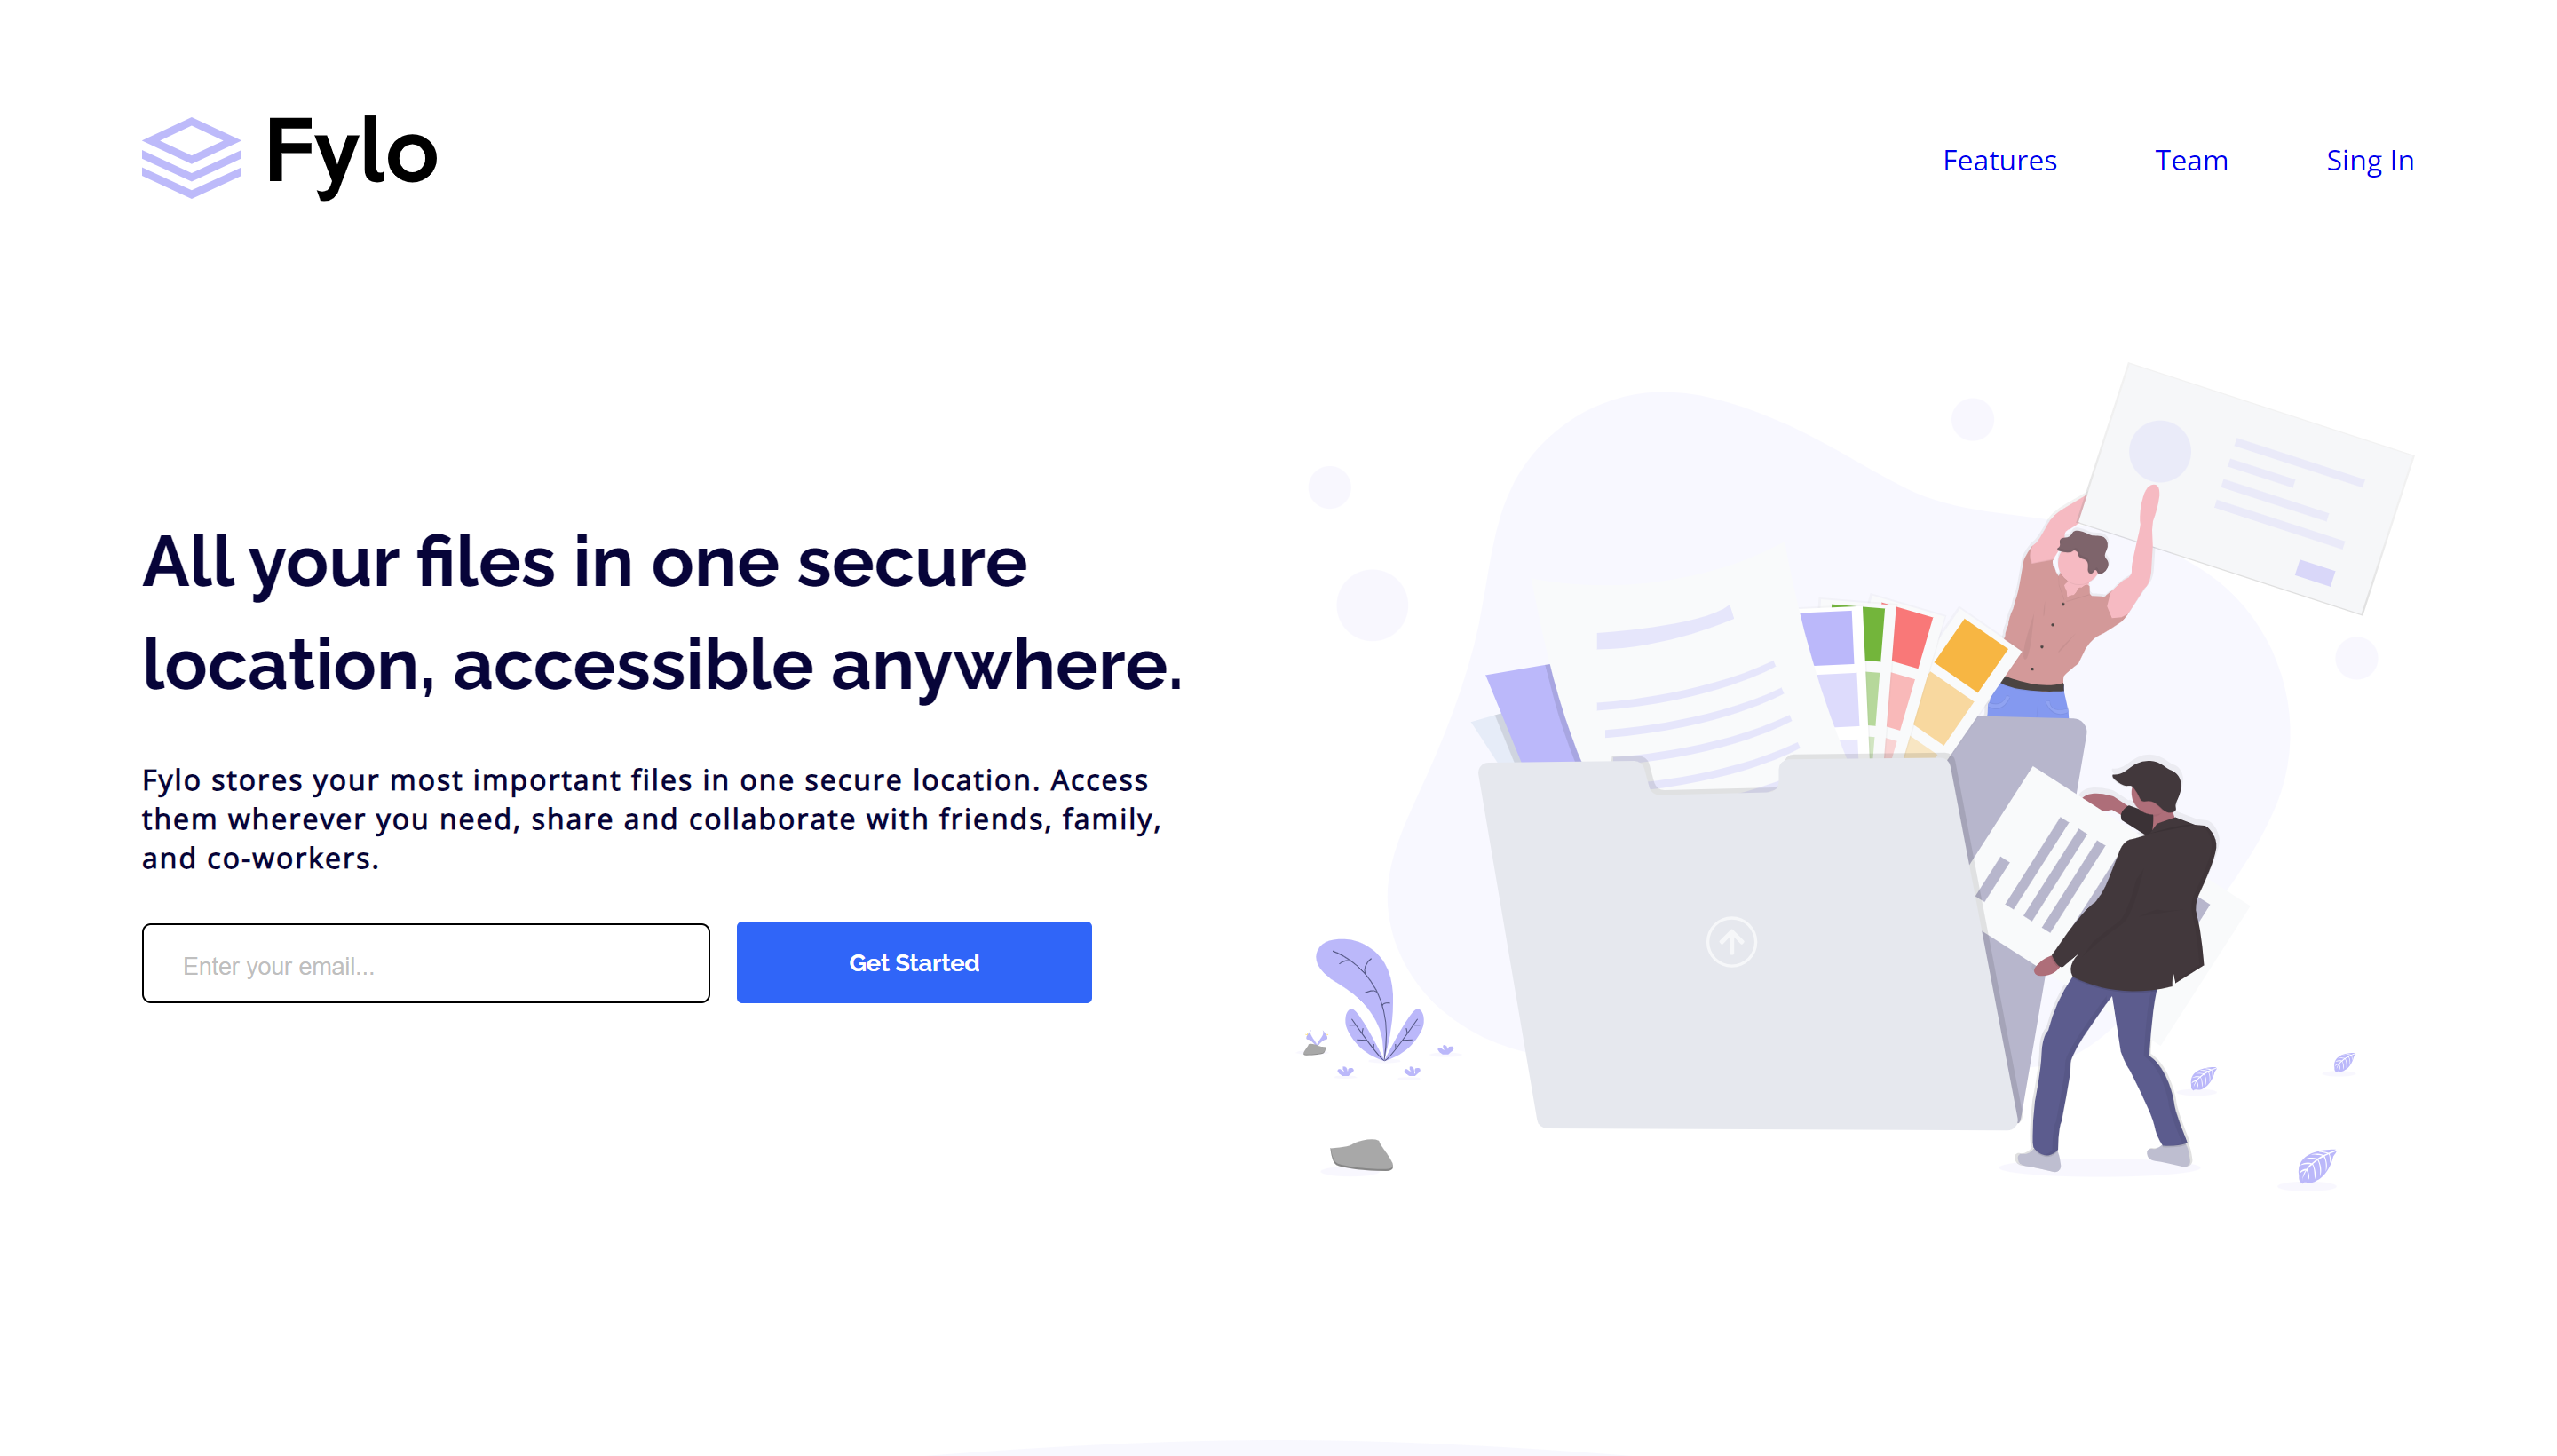 Fylo
Features
Team
Sing In
All your files in one secure
location, accessible anywhere.
Fylo stores your most important files in one secure location. Access
them wherever you need, share and collaborate with friends, family,
and co-workers.
Enter your email...
Get Started